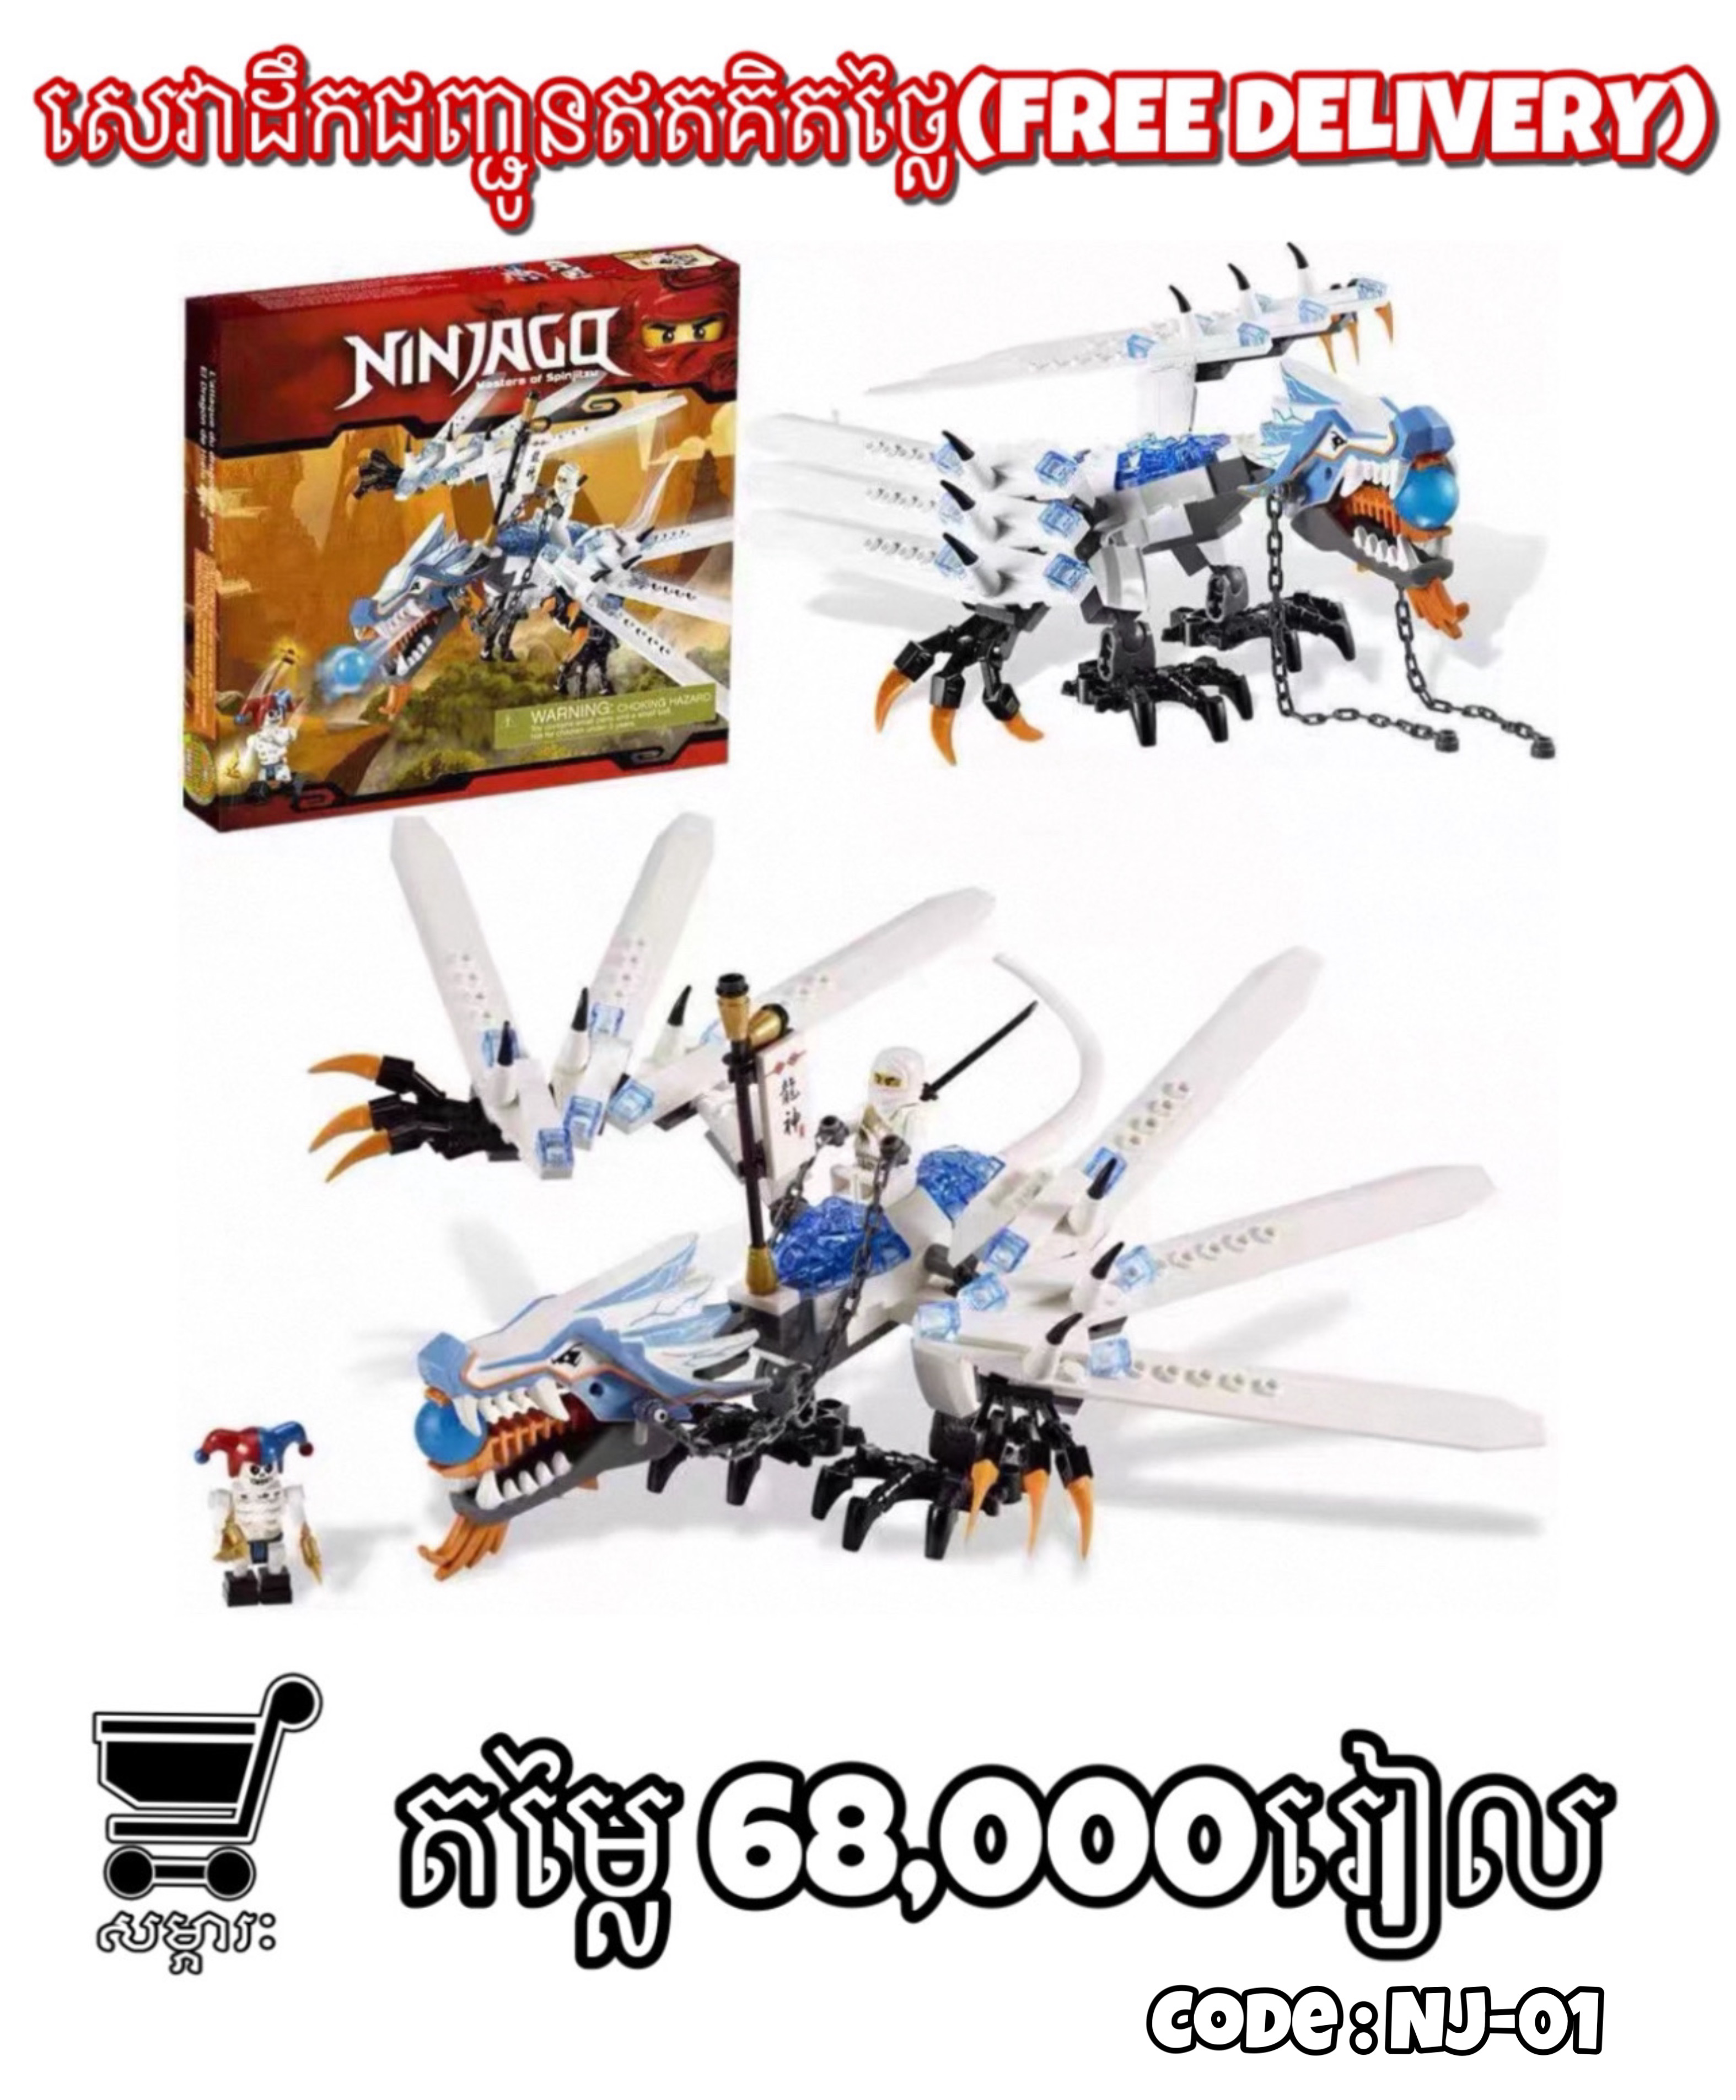 សេវាដឹកជញ្ជូនឥតគិតថ្លៃ(FREE DELIVERY)
NINJAGO
Masters of Spinjitzu
WARNING: CHOKING HAZARD
龍
神
សម្ភារៈ
តម្លៃ 68,000រៀល
CODE : NJ-01